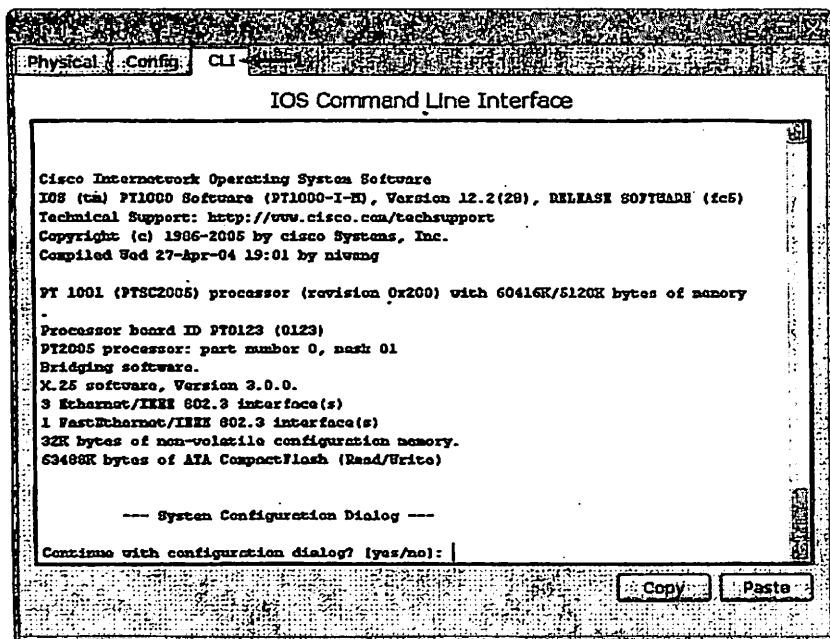 Physical Config CLI
IOS Command Line Interface
Cisco Internetwork Operating System Software
IOS (tm) PT1000 Software (PT1000-I-M), Version 12.2(28), RELEASE SOFTWARE (fc5)
Technical Support: http://www.cisco.com/techsupport
Copyright (c) 1986-2005 by cisco Systems, Inc.
Compiled Wed 27-Apr-04 19:01 by miwang
PT 1001 (PTSC2005) processor (revision 0x200) with 60416K/5120K bytes of memory
.
Processor board ID PT0123 (0123)
PT2005 processor: part number 0, mask 01
Bridging software.
X.25 software, Version 3.0.0.
3 Ethernet/IEEE 802.3 interface(s)
1 FastEthernet/IEEE 802.3 interface(s)
32K bytes of non-volatile configuration memory.
63488K bytes of ATA CompactFlash (Read/Write)
--- System Configuration Dialog ---
Continue with configuration dialog? [yes/no]:
Copy Paste